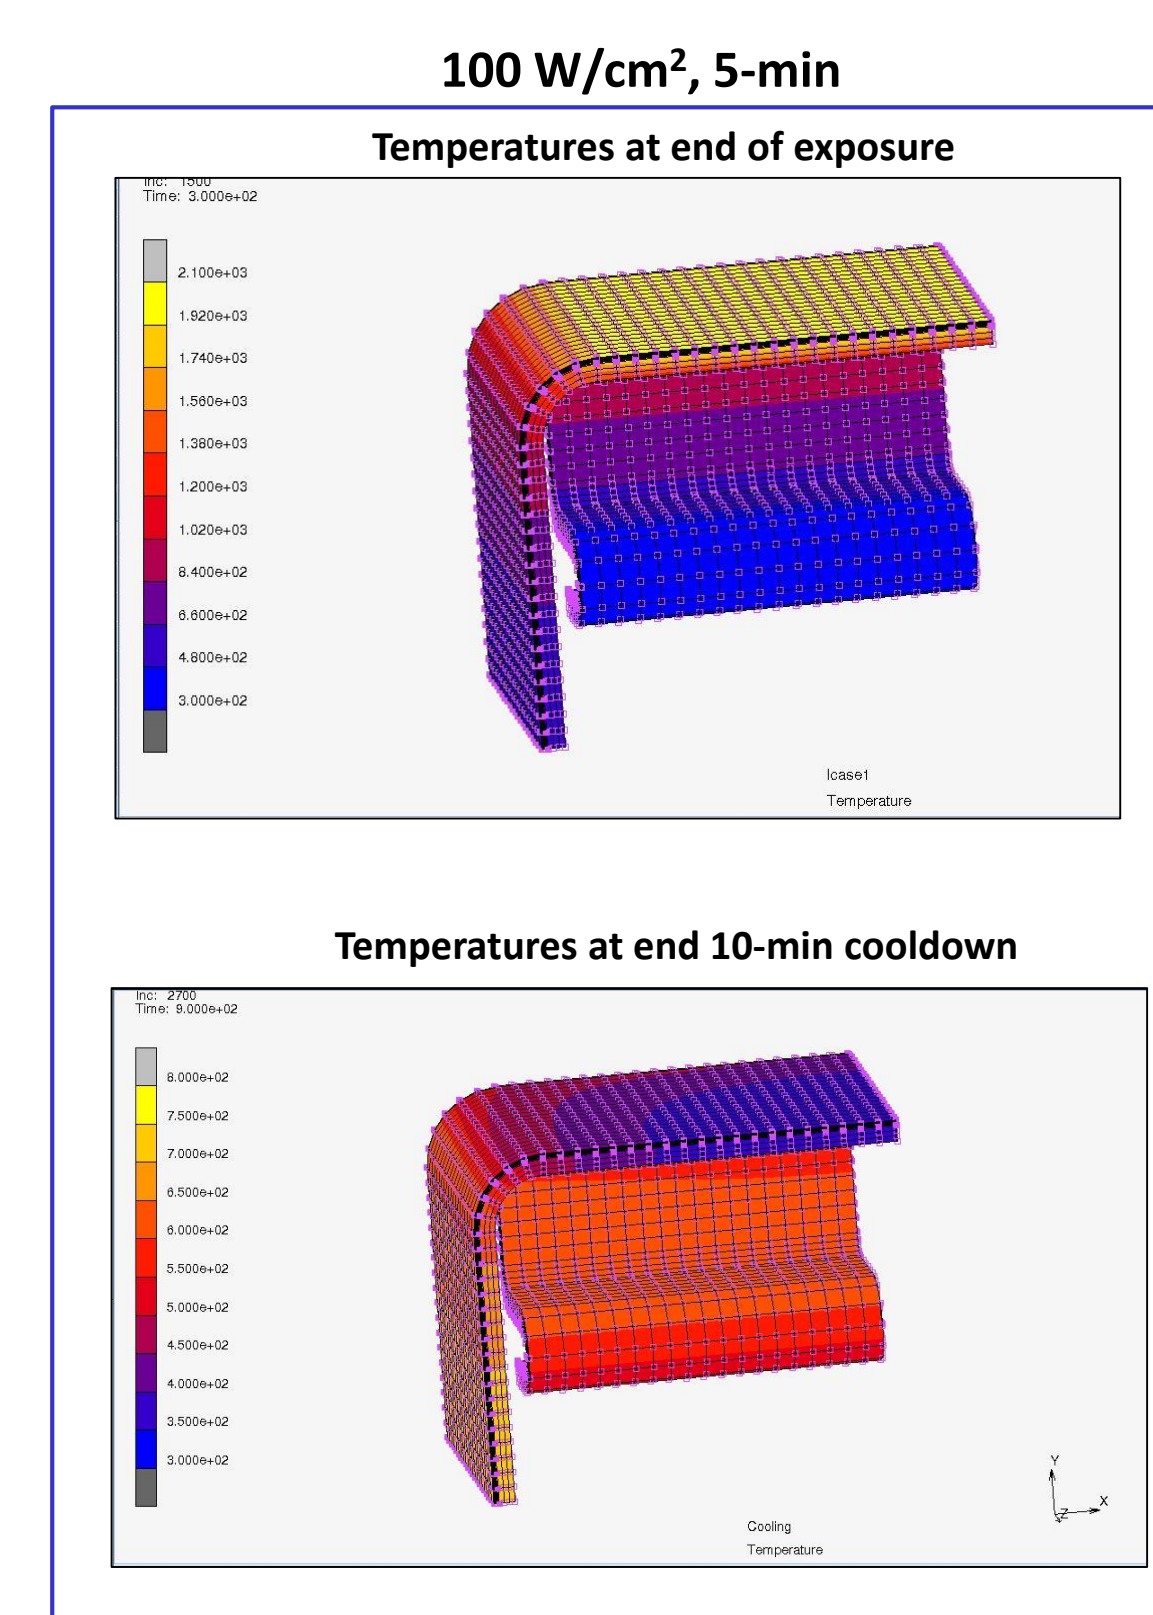 100 W/cm², 5-min
Temperatures at end of exposure
Inc: 1500
Time: 3.000e+02
2.100e+03
1.920e+03
1.740e+03
1.560e+03
1.380e+03
1.200e+03
1.020e+03
8.400e+02
6.600e+02
4.800e+02
3.000e+02
lcase1
Temperature
Temperatures at end 10-min cooldown
Inc: 2700
Time: 9.000e+02
8.000e+02
7.500e+02
7.000e+02
6.500e+02
6.000e+02
5.500e+02
5.000e+02
4.500e+02
4.000e+02
3.500e+02
3.000e+02
Y
X
Z
Cooling
Temperature